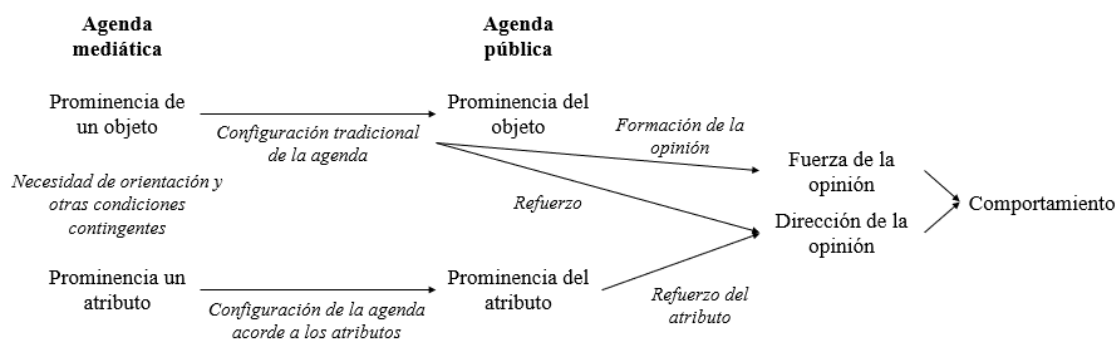 Agenda
mediática
Agenda
pública
Prominencia de
un objeto
Configuración tradicional
de la agenda
Prominencia del
objeto
Formación de la
opinión
Fuerza de la
opinión
Necesidad de orientación y
otras condiciones
contingentes
Refuerzo
Dirección de la
opinión
Comportamiento
Prominencia un
atributo
Configuración de la agenda
acorde a los atributos
Prominencia del
atributo
Refuerzo del
atributo